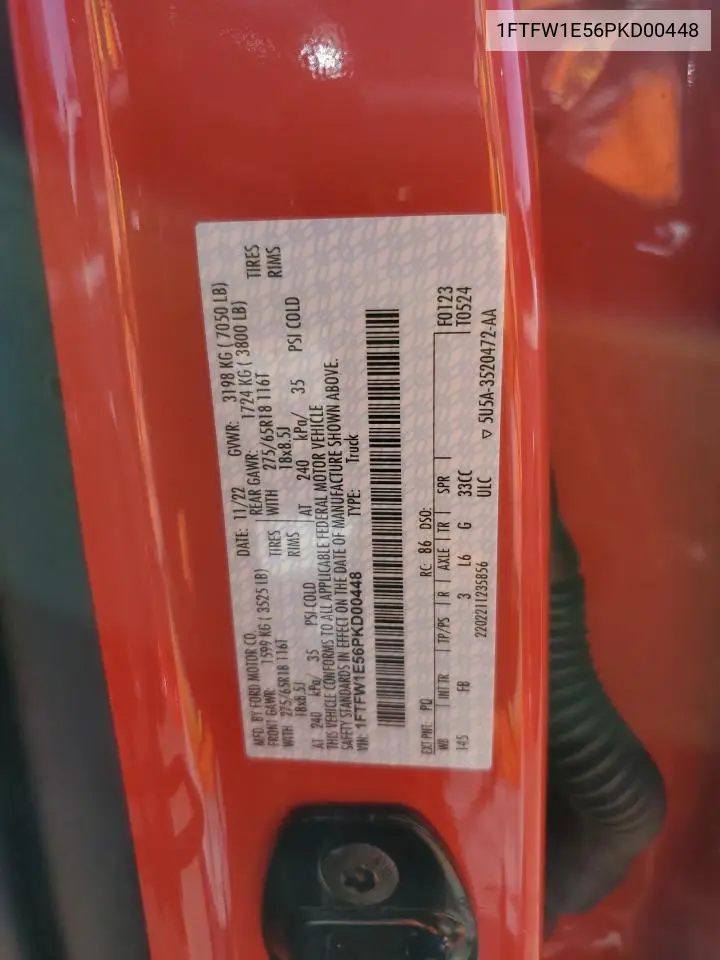 1FTFW1E56PKD00448
MFD. BY FORD MOTOR CO.
DATE: 11/22 GVWR: 3198 KG ( 7050 LB)
FRONT GAWR: 1599 KG ( 3525 LB) REAR GAWR: 1724 KG ( 3800 LB)
WITH 275/65R18 116T TIRES WITH 275/65R18 116T TIRES
18x8.5J RIMS 18x8.5J RIMS
AT 240 kPa/ 35 PSI COLD AT 240 kPa/ 35 PSI COLD
THIS VEHICLE CONFORMS TO ALL APPLICABLE FEDERAL MOTOR VEHICLE
SAFETY STANDARDS IN EFFECT ON THE DATE OF MANUFACTURE SHOWN ABOVE.
VIN: 1FTFW1E56PKD00448 TYPE: Truck
EXT PNT: PQ RC: 86 DSO: F0123
WB INT TR TP/PS R AXLE TR SPR T0524
145 FB 3 L6 G 33CC
2202211235856 ULC ▽ 5U5A-3520472-AA